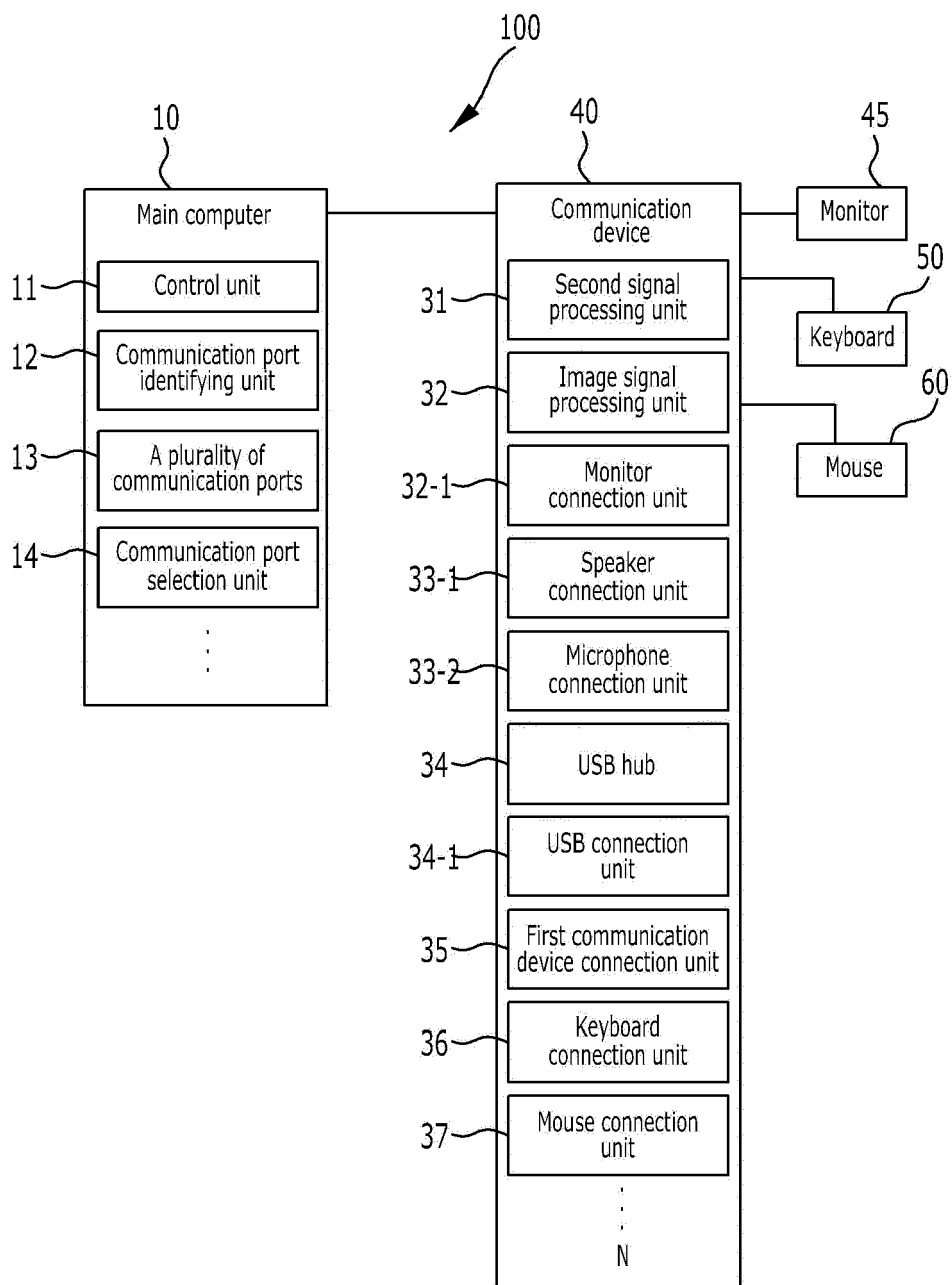 100
10
40
45
Main computer
Communication
device
Monitor
11
Control unit
12
Communication port
identifying unit
13
A plurality of
communication ports
14
Communication port
selection unit
31
Second signal
processing unit
32
Image signal
processing unit
32-1
Monitor
connection unit
33-1
Speaker
connection unit
33-2
Microphone
connection unit
34
USB hub
34-1
USB connection
unit
35
First communication
device connection unit
36
Keyboard
connection unit
37
Mouse connection
unit
N
50
Keyboard
60
Mouse